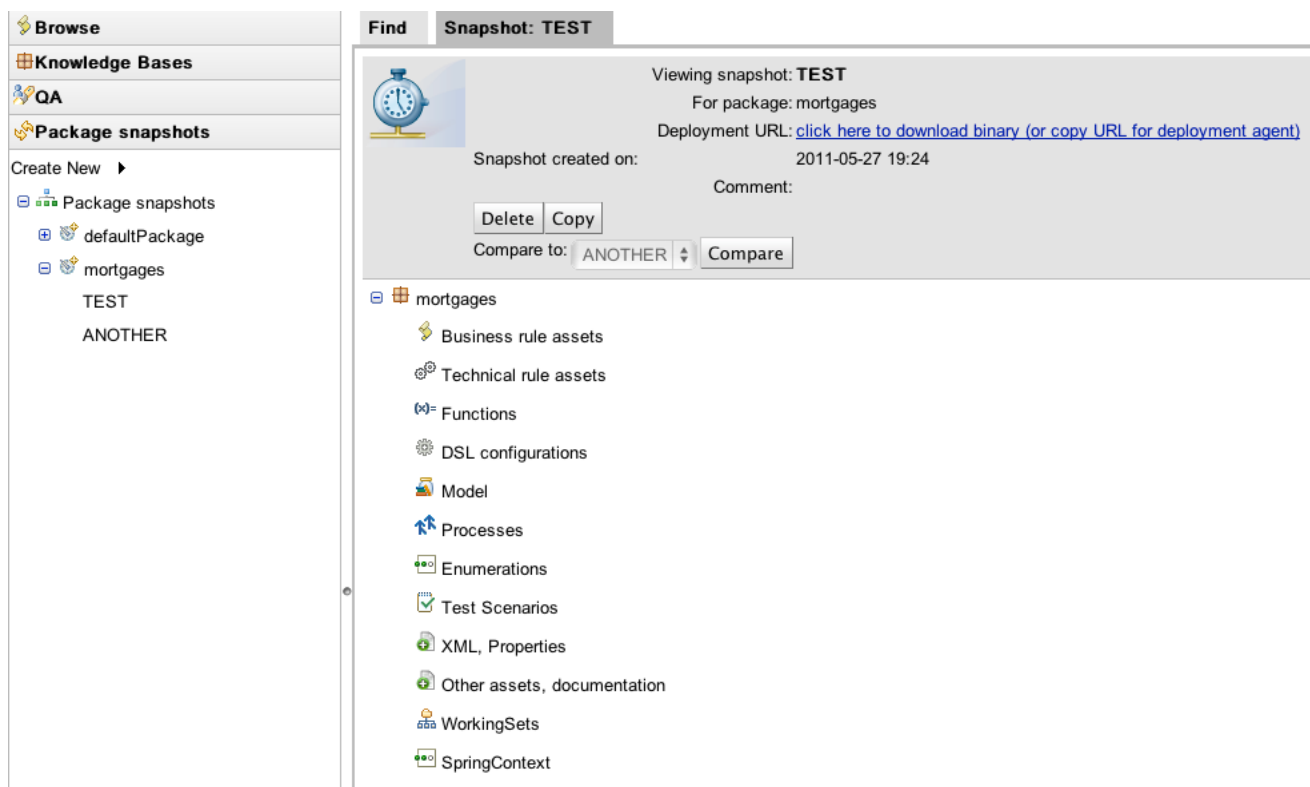 Browse
Knowledge Bases
QA
Package snapshots
Create New
Package snapshots
defaultPackage
mortgages
TEST
ANOTHER
Find Snapshot: TEST
Viewing snapshot: TEST
For package: mortgages
Deployment URL: click here to download binary (or copy URL for deployment agent)
Snapshot created on: 2011-05-27 19:24
Comment:
Delete Copy
Compare to: ANOTHER Compare
mortgages
Business rule assets
Technical rule assets
(x)= Functions
DSL configurations
Model
Processes
Enumerations
Test Scenarios
XML, Properties
Other assets, documentation
WorkingSets
SpringContext